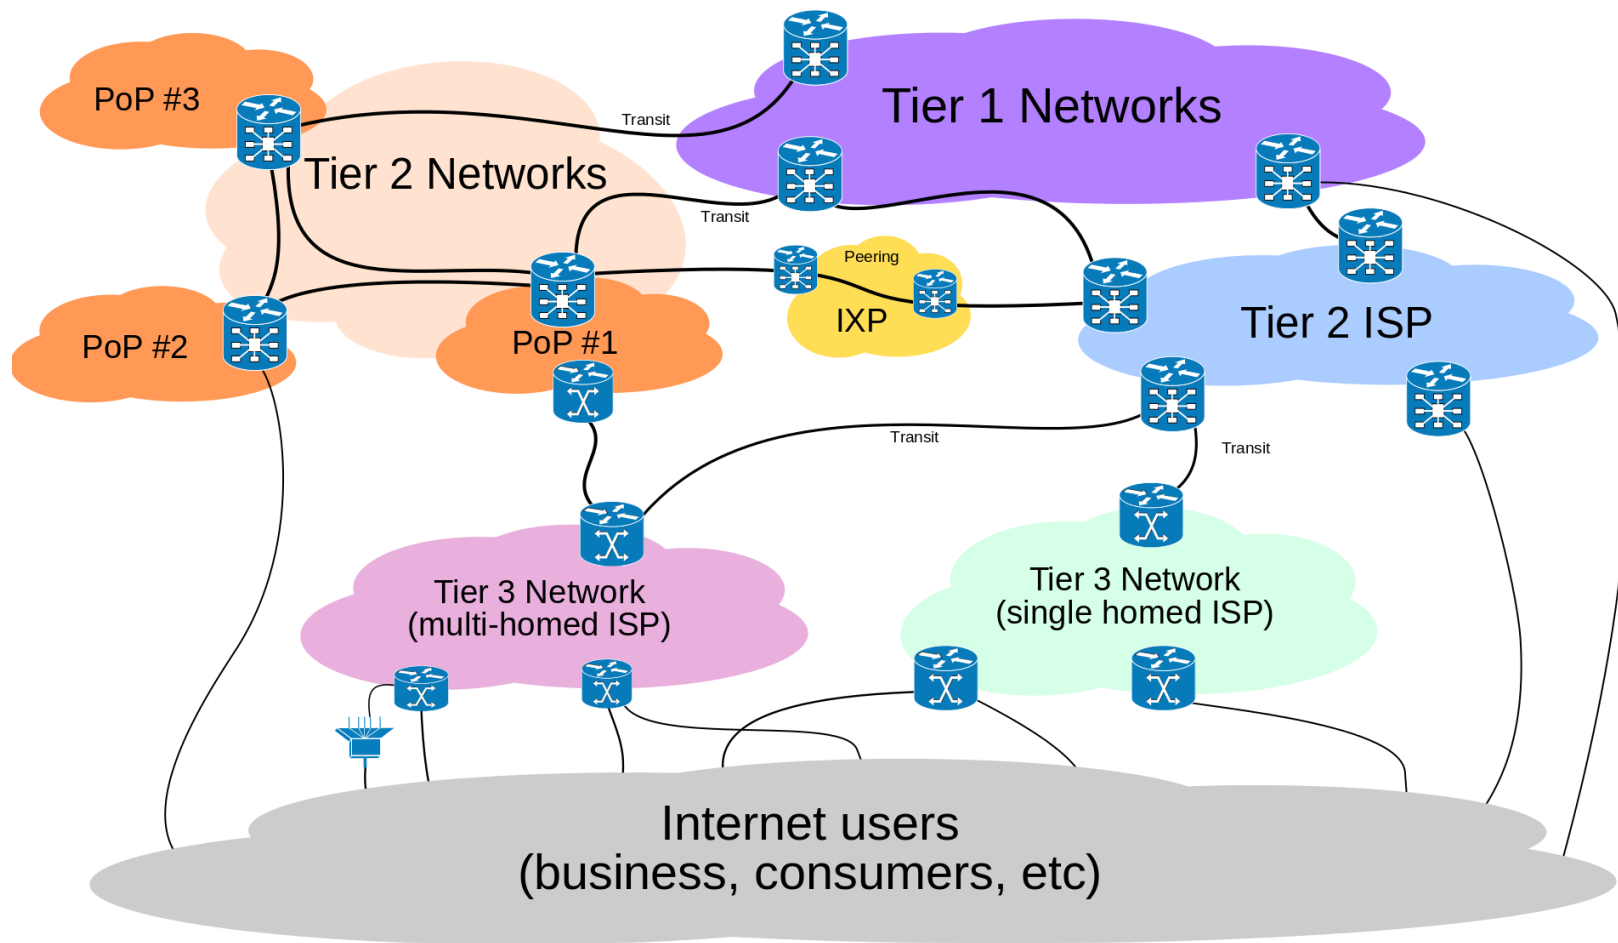 PoP #3
Tier 1 Networks
Transit
Tier 2 Networks
Transit
Peering
IXP
Tier 2 ISP
PoP #2
PoP #1
Transit
Transit
Tier 3 Network
(multi-homed ISP)
Tier 3 Network
(single homed ISP)
Internet users
(business, consumers, etc)